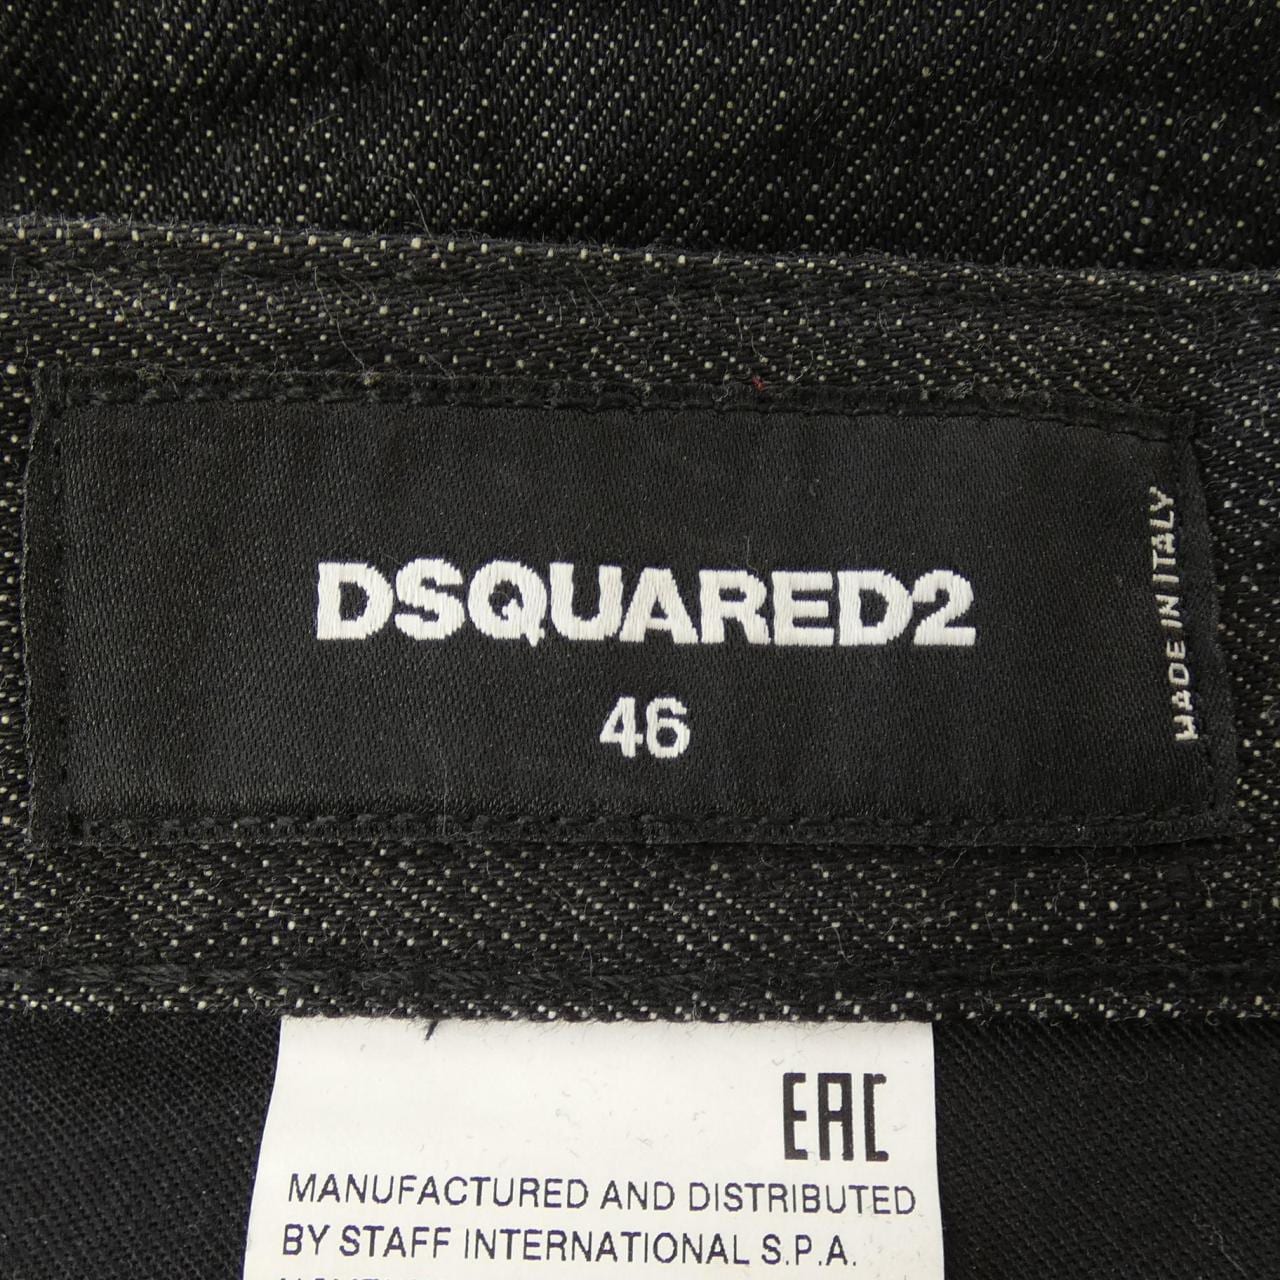 DSQUARED2
46
MADE IN ITALY
EAC
MANUFACTURED AND DISTRIBUTED
BY STAFF INTERNATIONAL S.P.A.